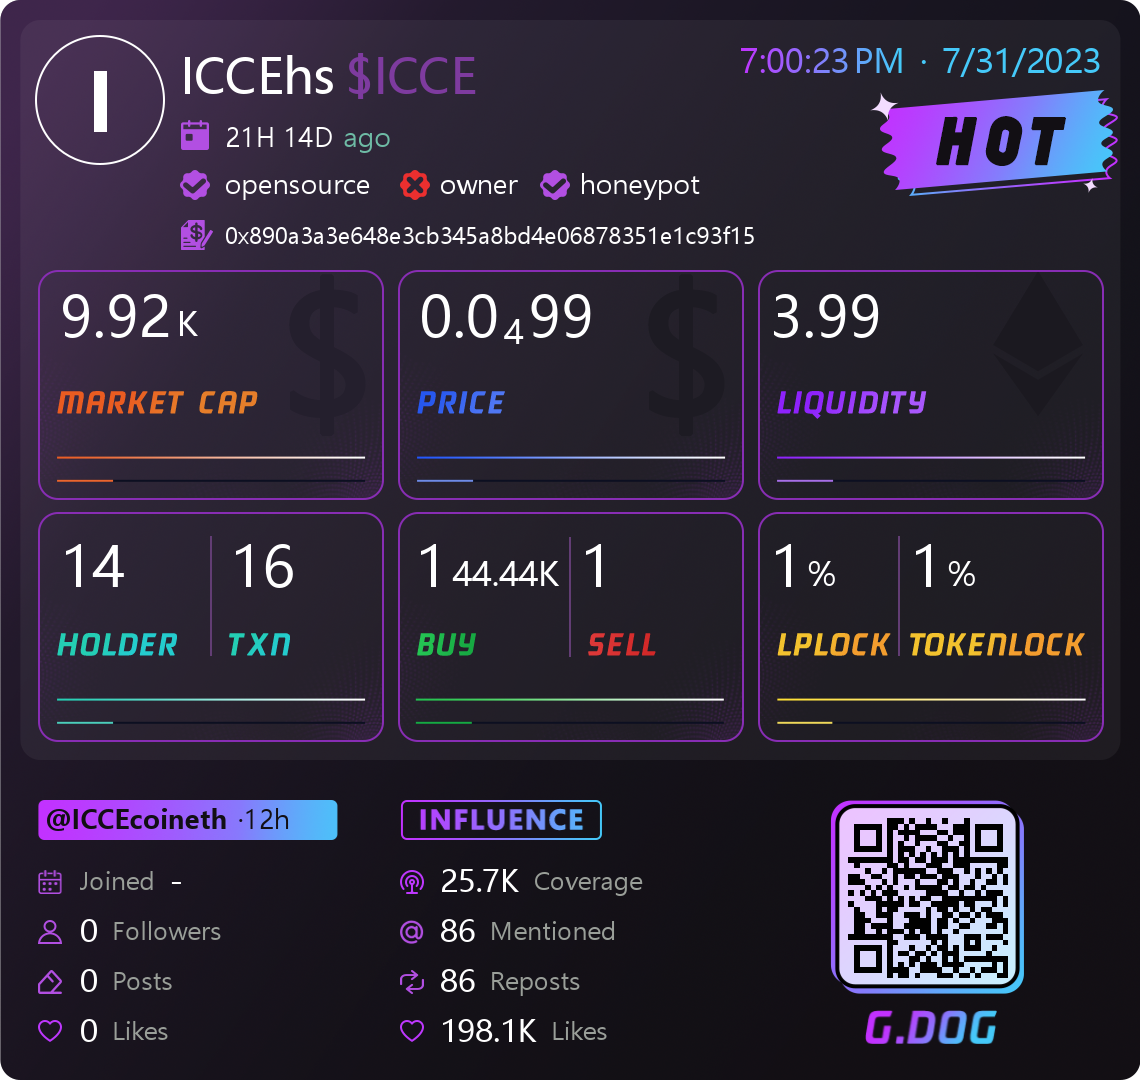 I
ICCEhs $ICCE
7:00:23 PM · 7/31/2023
HOT
21H 14D ago
opensource owner honeypot
0x890a3a3e648e3cb345a8bd4e06878351e1c93f15
9.92K
MARKET CAP
0.0₄99
PRICE
3.99
LIQUIDITY
14 16
HOLDER TXN
1 44.44K 1
BUY SELL
1 % 1 %
LPLOCK TOKENLOCK
@ICCEcoineth ·12h
Joined -
0 Followers
0 Posts
0 Likes
INFLUENCE
25.7K Coverage
86 Mentioned
86 Reposts
198.1K Likes
G.DOG